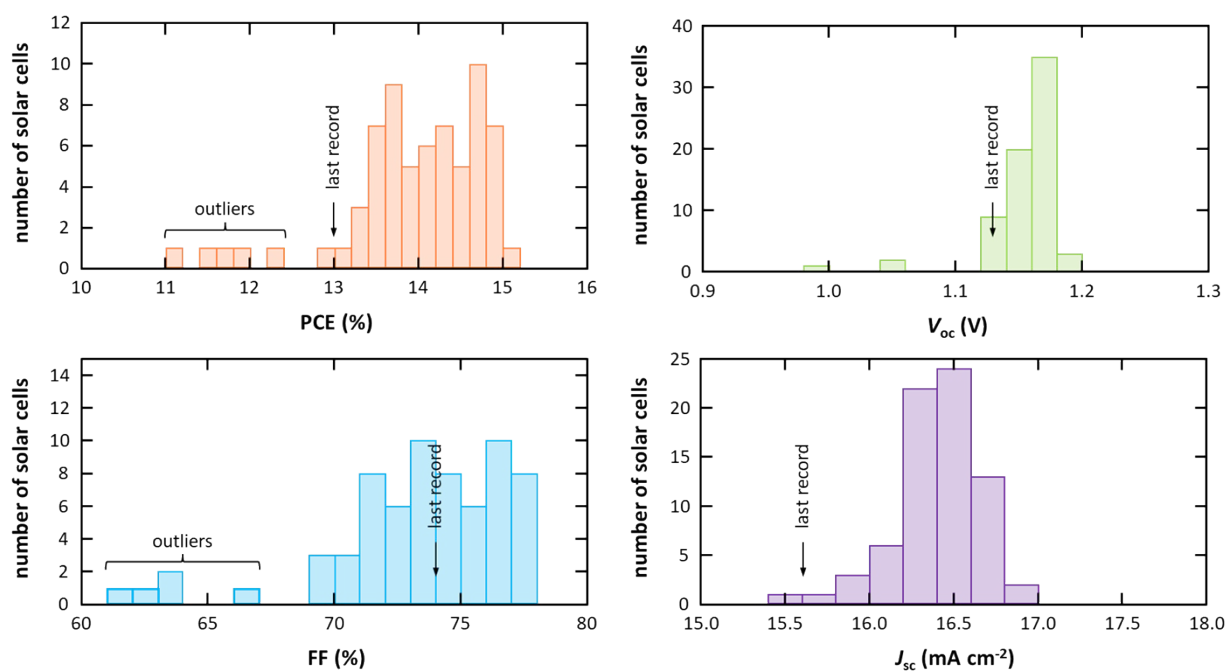 number of solar cells
12
10
8
6
4
2
0
outliers
last record
10 11 12 13 14 15 16
PCE (%)
number of solar cells
40
30
20
10
0
last record
0.9 1.0 1.1 1.2 1.3
Voc (V)
number of solar cells
14
12
10
8
6
4
2
0
outliers
last record
60 65 70 75 80
FF (%)
number of solar cells
25
20
15
10
5
0
last record
15.0 15.5 16.0 16.5 17.0 17.5 18.0
Jsc (mA cm-2)